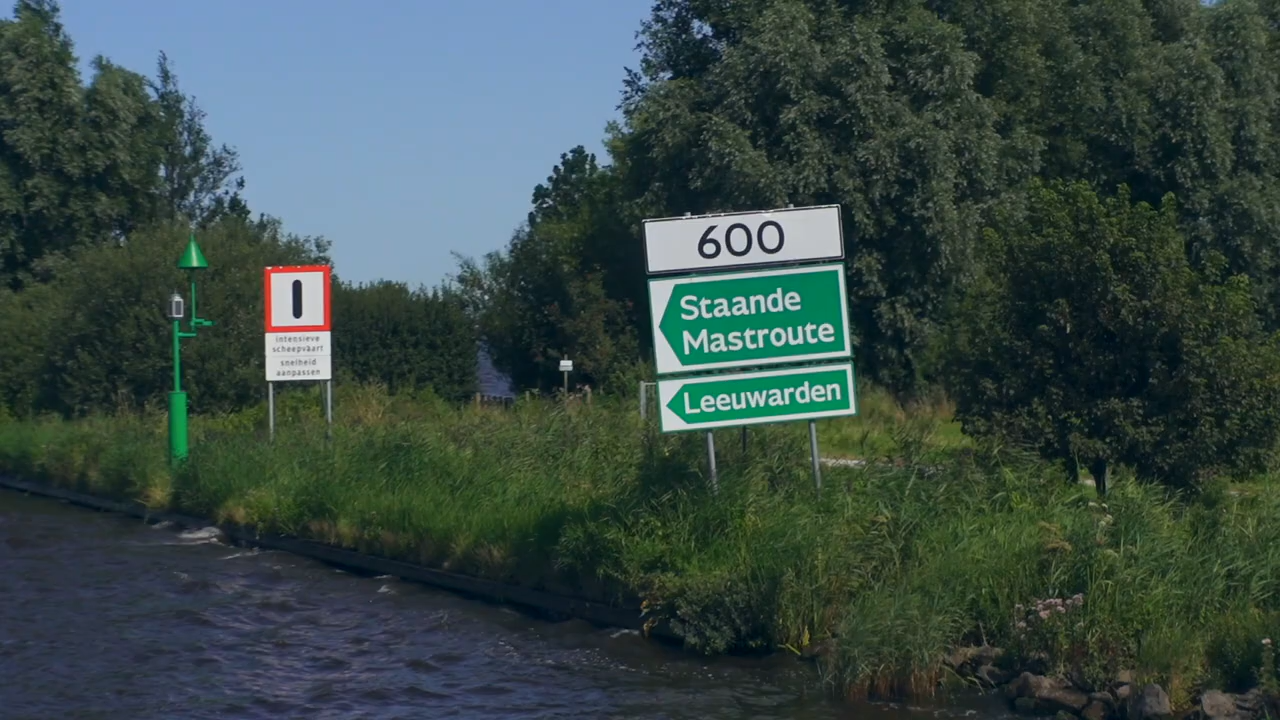 intensieve
scheepvaart
snelheid
aanpassen
600
Staande
Mastroute
Leeuwarden